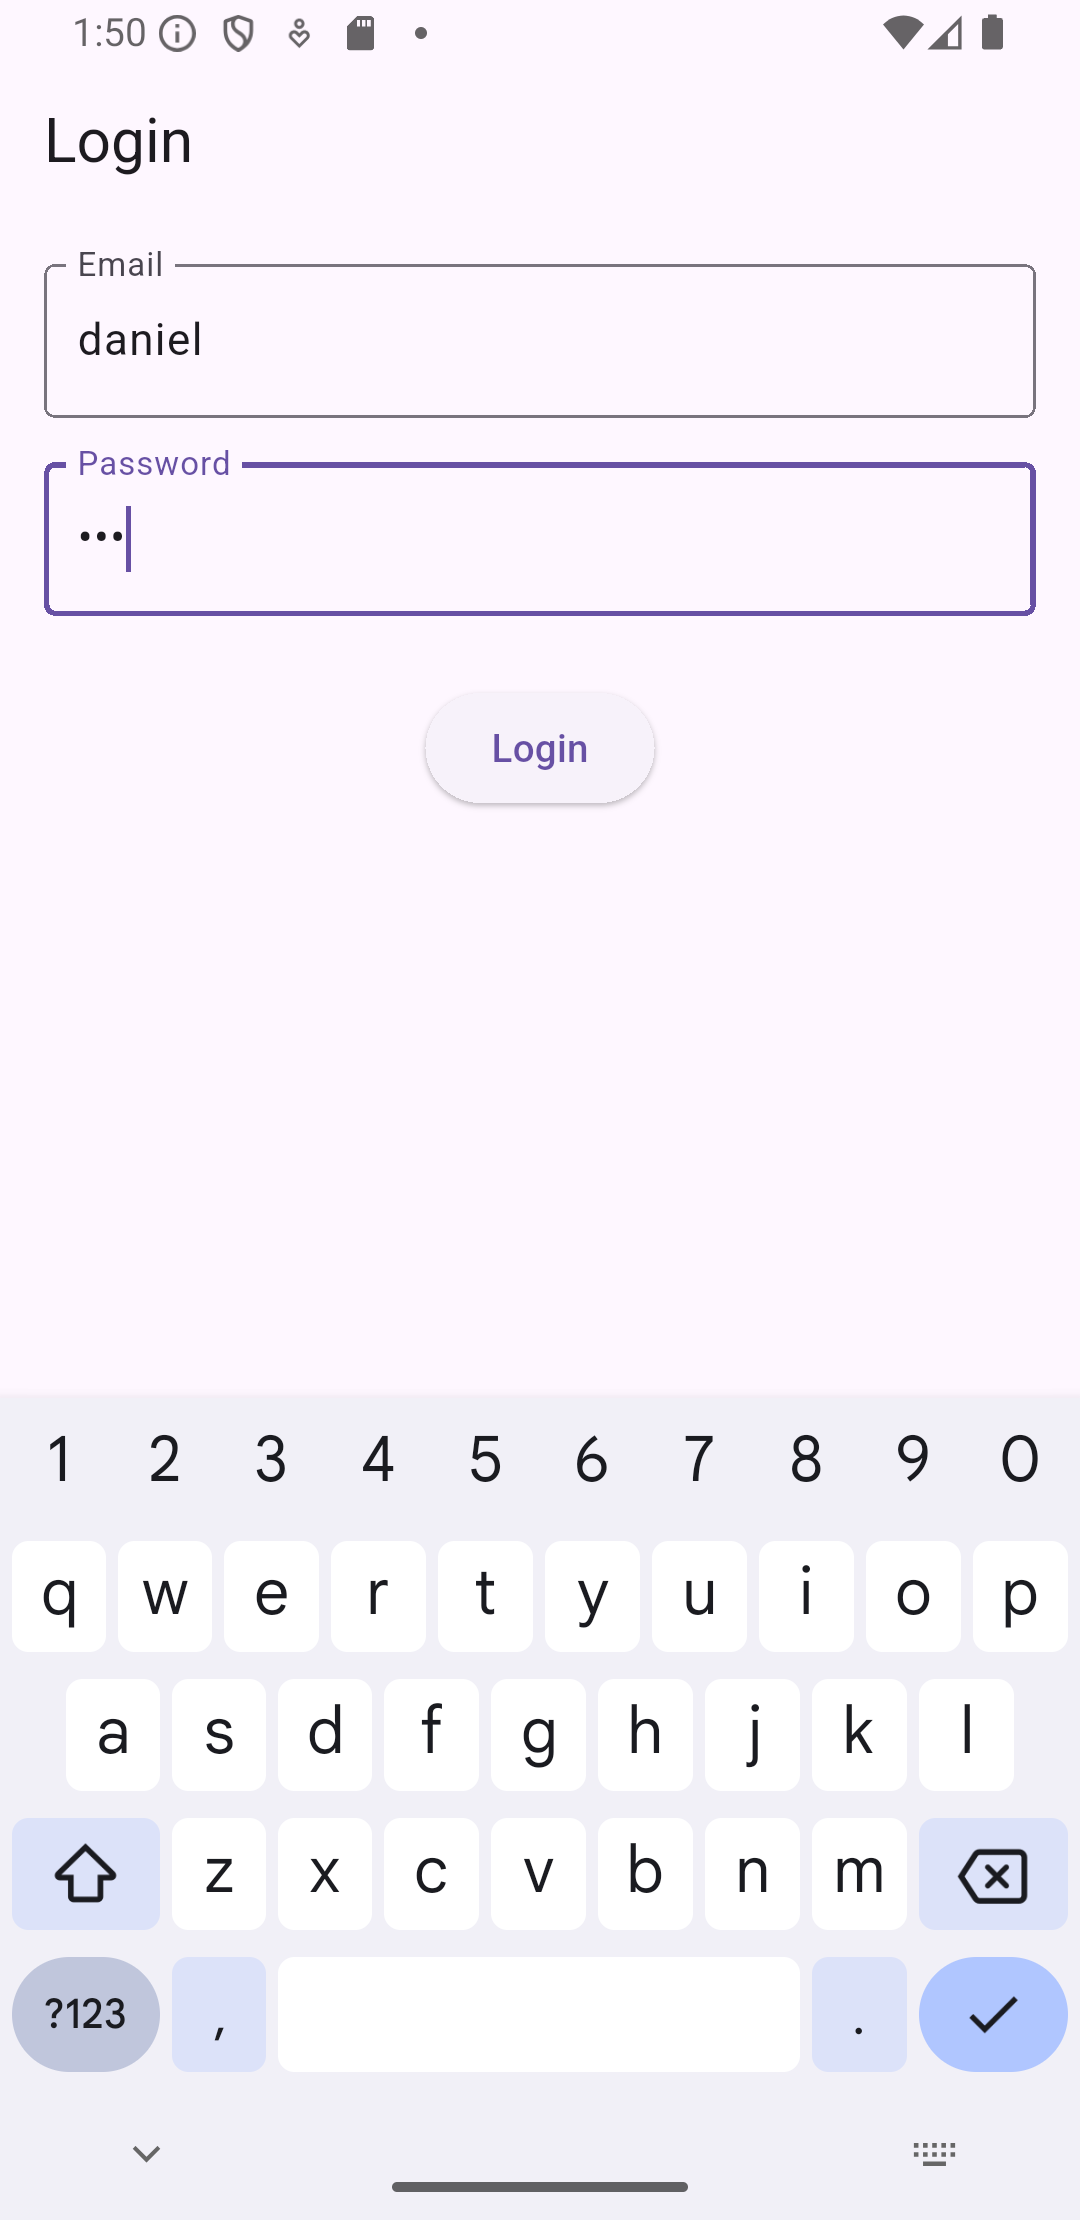 1:50
Login
Email
daniel
Password
•••
Login
1 2 3 4 5 6 7 8 9 0
q w e r t y u i o p
a s d f g h j k l
z x c v b n m
?123 , .